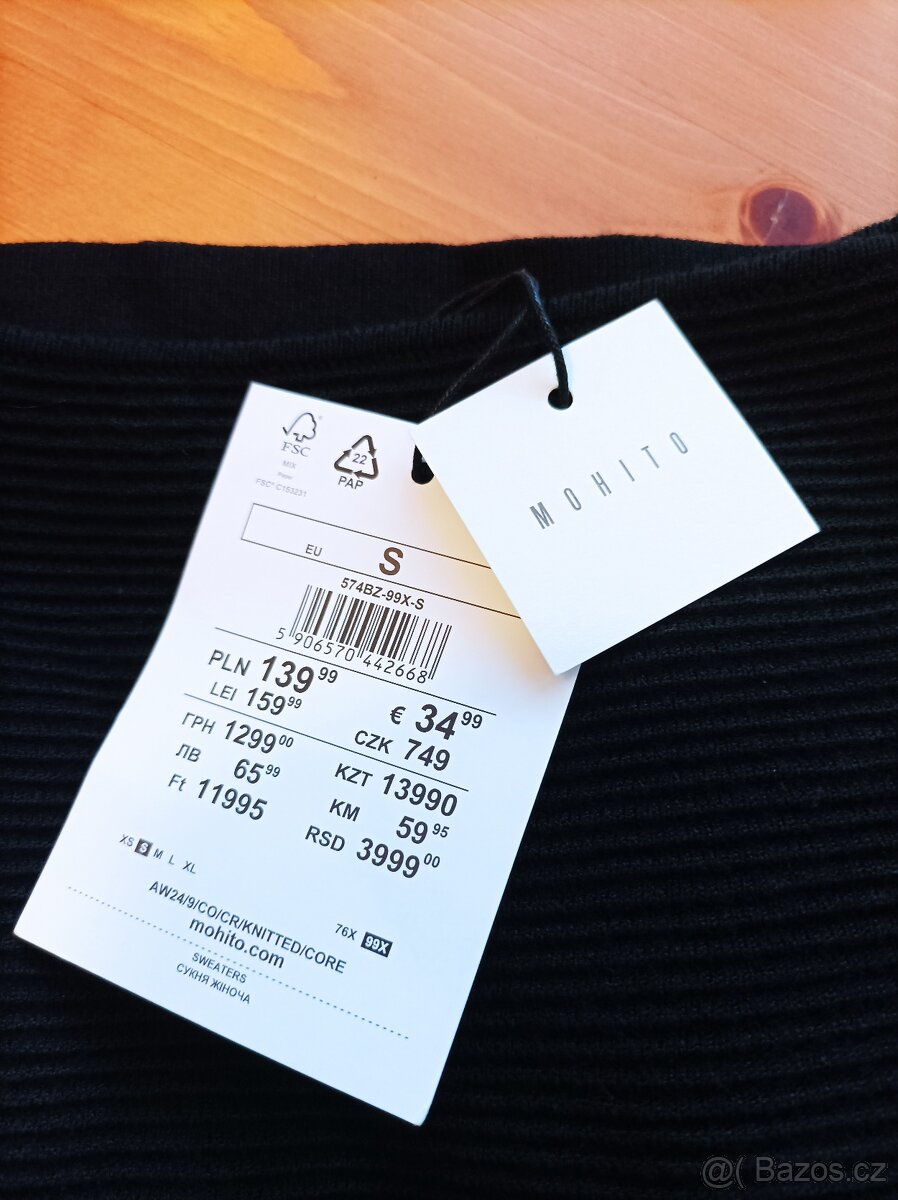 FSC
MIX
Paper
FSC® C153231
22
PAP
MOHITO
EU S
574BZ-99X-S
5 906570 442668
PLN 139 99
€ 34 99
LEI 159 99
CZK 749
ГРН 1299 00
KZT 13990
ЛВ 65 99
KM 59 95
Ft 11995
RSD 3999 00
XS S M L XL
76X 99X
AW24/9/CO/CR/KNITTED/CORE
mohito.com
SWEATERS
СУКНЯ ЖІНОЧА
@( Bazos.cz